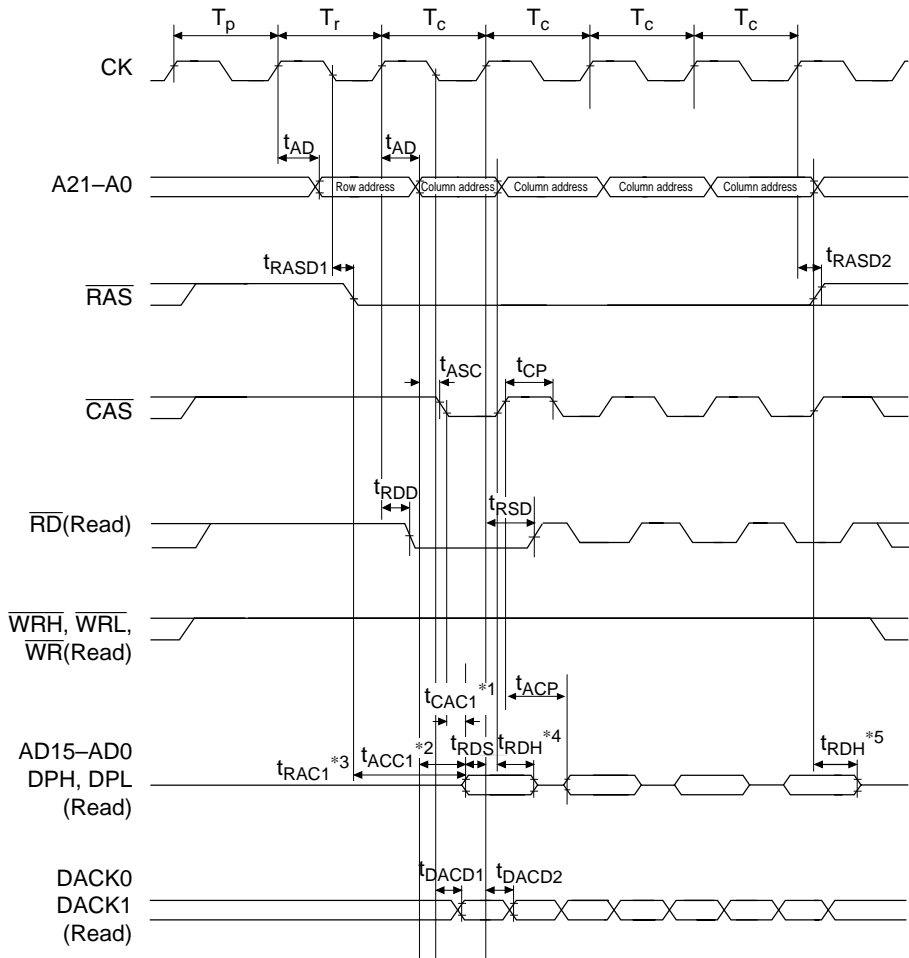 Tp Tr Tc Tc Tc Tc
CK
tAD tAD
A21–A0 Row address Column address Column address Column address Column address
tRASD1 tRASD2
RAS
tASC tCP
CAS
tRDD tRSD
RD(Read)
WRH, WRL,
WR(Read)
tCAC1*1 tACP
AD15–AD0
DPH, DPL
(Read)
tRAC1*3 tACC1*2 tRDS tRDH*4 tRDH*5
DACK0
DACK1
(Read)
tDACD1 tDACD2